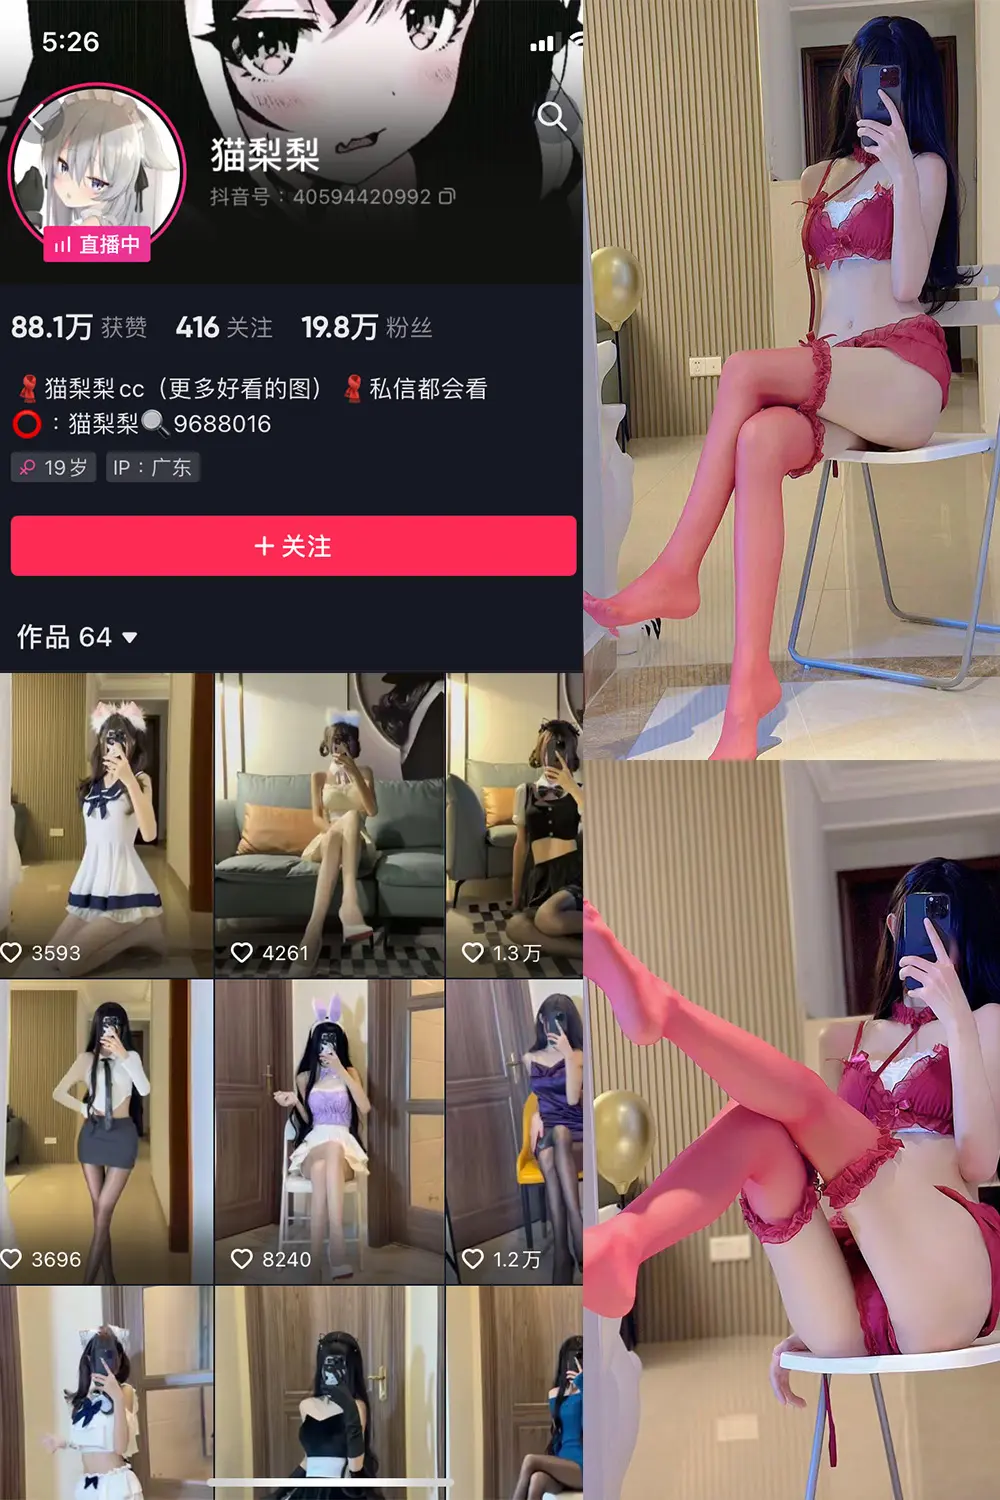 5:26
猫梨梨
抖音号：40594420992
直播中
88.1万 获赞 416 关注 19.8万 粉丝
猫梨梨cc（更多好看的图） 私信都会看
：猫梨梨🔍9688016
19岁 IP：广东
+ 关注
作品 64
3593 4261 1.3万
3696 8240 1.2万